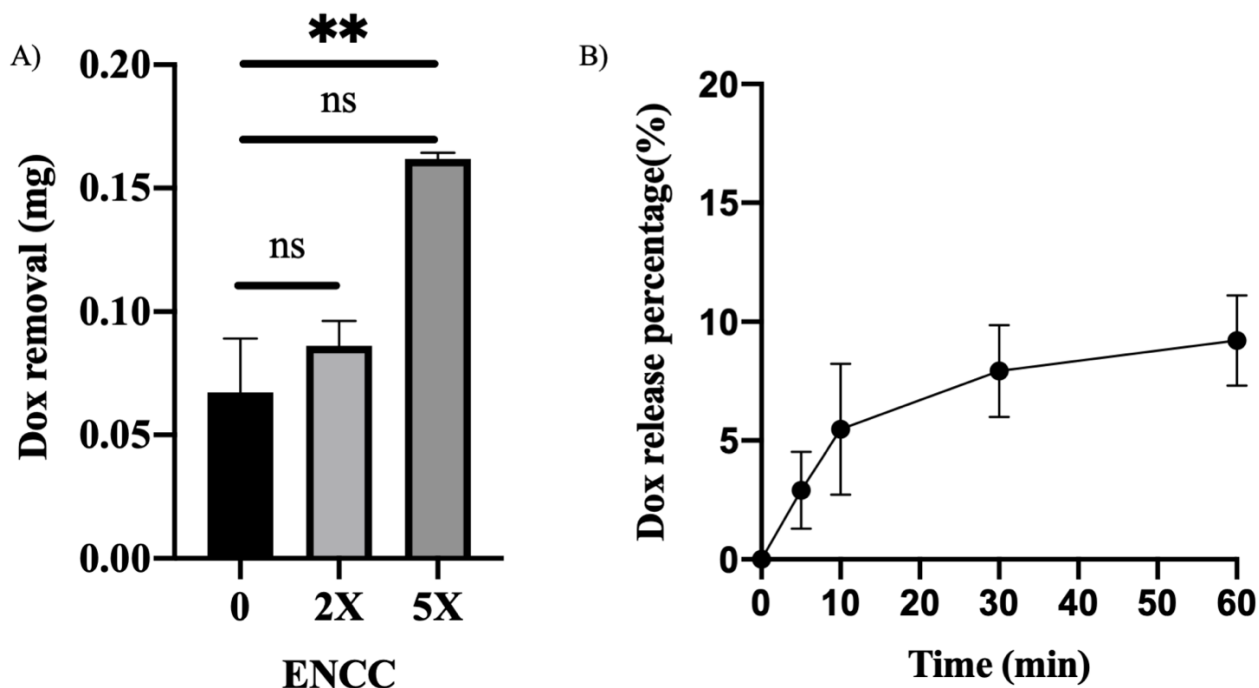 A)
**
ns
ns
Dox removal (mg)
0.20
0.15
0.10
0.05
0.00
0 2X 5X
ENCC
B)
Dox release percentage(%)
20
15
10
5
0
0 10 20 30 40 50 60
Time (min)